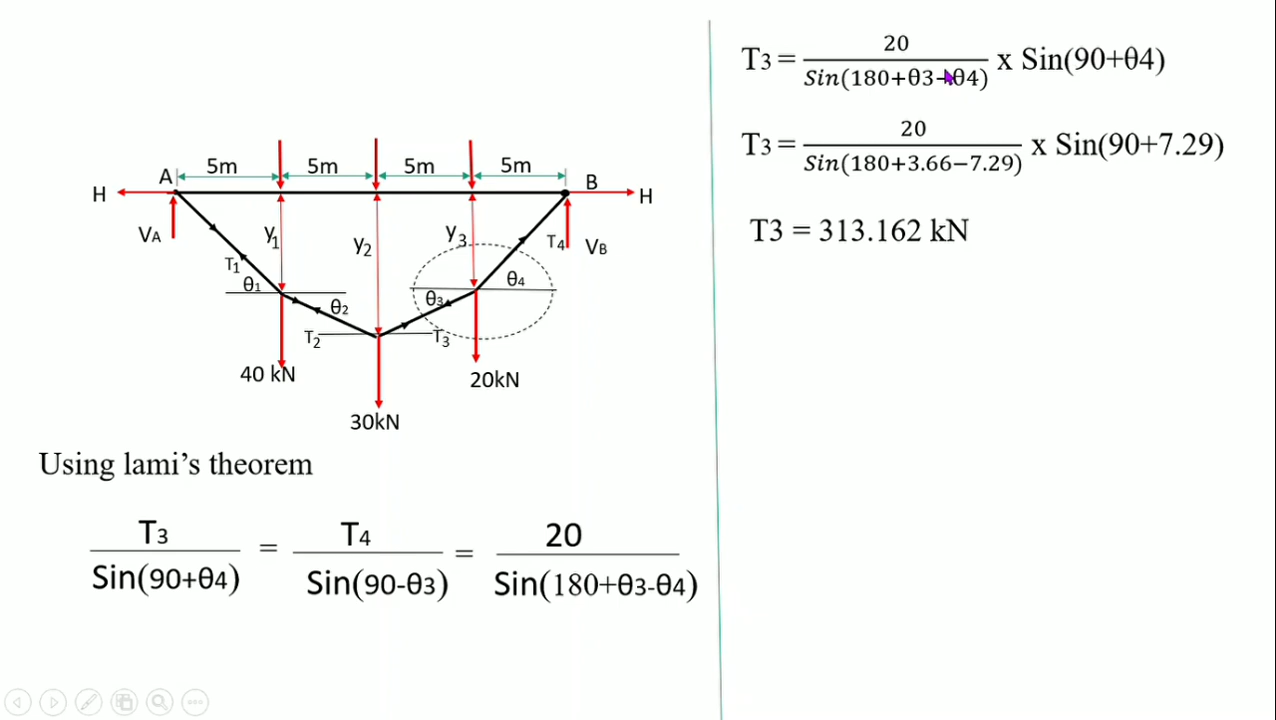 5m 5m 5m 5m
A B
H H
VA y1 y2 y3 T4 VB
T1 θ1 θ2 θ3 θ4
T2 T3
40 kN 20kN
30kN
Using lami's theorem
T3 / Sin(90+θ4) = T4 / Sin(90-θ3) = 20 / Sin(180+θ3-θ4)
T3 = 20 / Sin(180+θ3−θ4) x Sin(90+θ4)
T3 = 20 / Sin(180+3.66−7.29) x Sin(90+7.29)
T3 = 313.162 kN